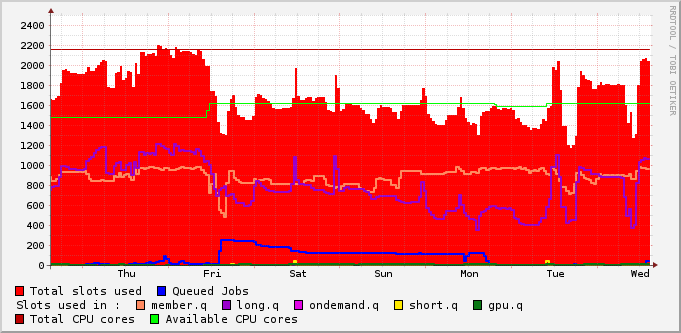 2400
2200
2000
1800
1600
1400
1200
1000
800
600
400
200
0
Thu Fri Sat Sun Mon Tue Wed
Total slots used Queued Jobs
Slots used in : member.q long.q ondemand.q short.q gpu.q
Total CPU cores Available CPU cores
RRDTOOL / TOBI OETIKER